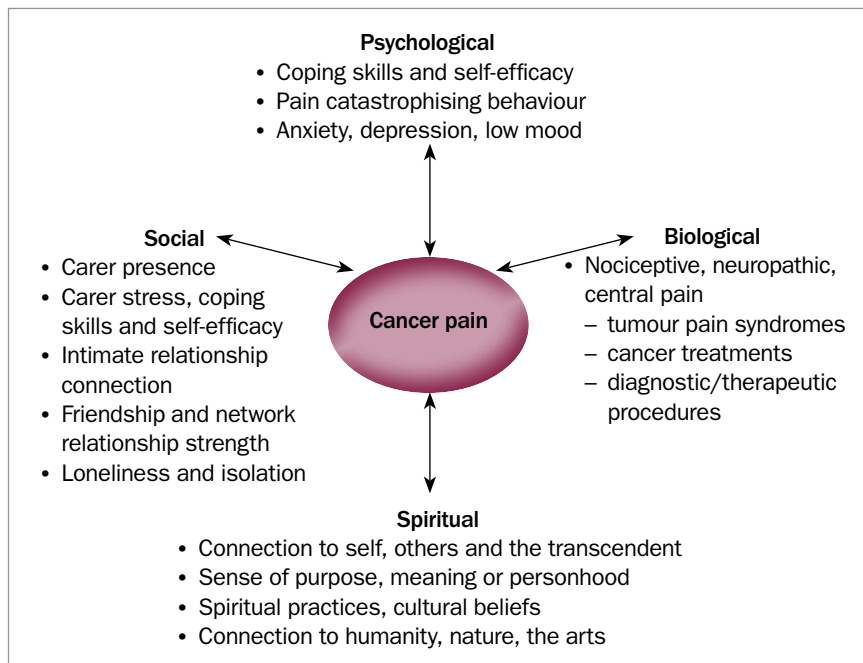 Psychological
• Coping skills and self-efficacy
• Pain catastrophising behaviour
• Anxiety, depression, low mood
Social
• Carer presence
• Carer stress, coping
skills and self-efficacy
• Intimate relationship
connection
• Friendship and network
relationship strength
• Loneliness and isolation
Cancer pain
Biological
• Nociceptive, neuropathic,
central pain
– tumour pain syndromes
– cancer treatments
– diagnostic/therapeutic
procedures
Spiritual
• Connection to self, others and the transcendent
• Sense of purpose, meaning or personhood
• Spiritual practices, cultural beliefs
• Connection to humanity, nature, the arts